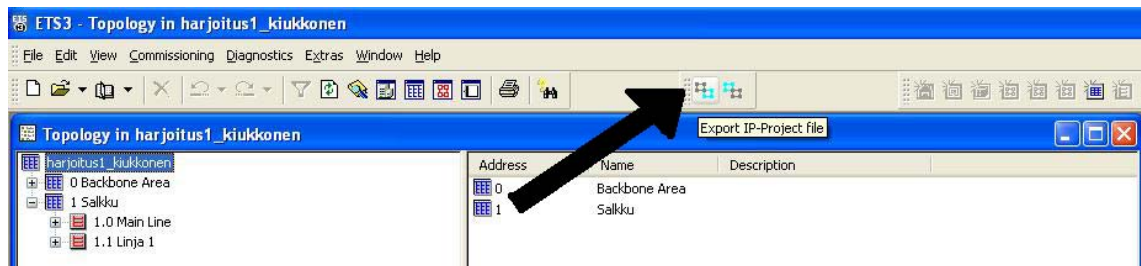 ETS3 - Topology in harjoitus1_kiukkonen
File Edit View Commissioning Diagnostics Extras Window Help
Export IP-Project file
Topology in harjoitus1_kiukkonen
harjoitus1_kiukkonen
0 Backbone Area
1 Salkku
1.0 Main Line
1.1 Linja 1
Address Name Description
0 Backbone Area
1 Salkku